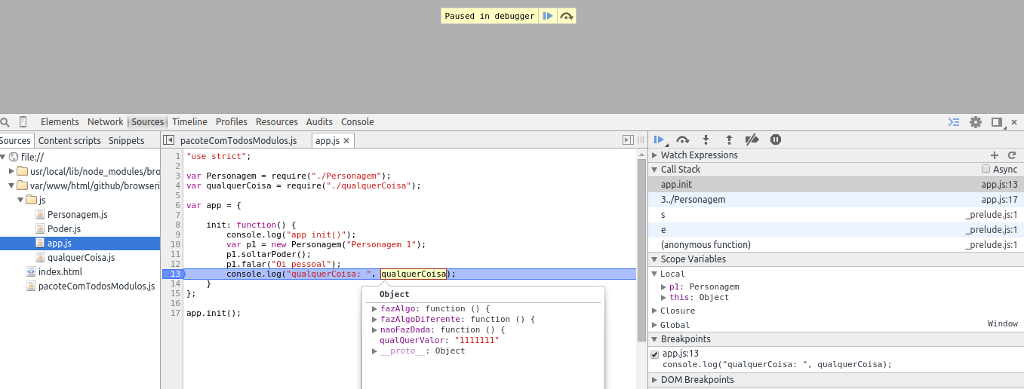 Paused in debugger
Elements Network Sources Timeline Profiles Resources Audits Console
Sources Content scripts Snippets
file://
usr/local/lib/node_modules/bro
var/www/html/github/browseri
js
Personagem.js
Poder.js
app.js
qualquerCoisa.js
index.html
pacoteComTodosModulos.js
pacoteComTodosModulos.js app.js ×
1 "use strict";
2
3 var Personagem = require("./Personagem");
4 var qualquerCoisa = require("./qualquerCoisa");
5
6 var app = {
7
8 init: function() {
9 console.log("app init()");
10 var p1 = new Personagem("Personagem 1");
11 p1.soltarPoder();
12 p1.falar("Oi pessoal");
13 console.log("qualquerCoisa: ", qualquerCoisa);
14 }
15 };
16
17 app.init();
Object
fazAlgo: function () {
fazAlgoDiferente: function () {
naoFazDada: function () {
qualQuerValor: "1111111"
__proto__: Object
Watch Expressions
Call Stack Async
app.init app.js:13
3../Personagem app.js:17
s _prelude.js:1
e _prelude.js:1
(anonymous function) _prelude.js:1
Scope Variables
Local
p1: Personagem
this: Object
Closure
Global Window
Breakpoints
app.js:13
console.log("qualquerCoisa: ", qualquerCoisa);
DOM Breakpoints